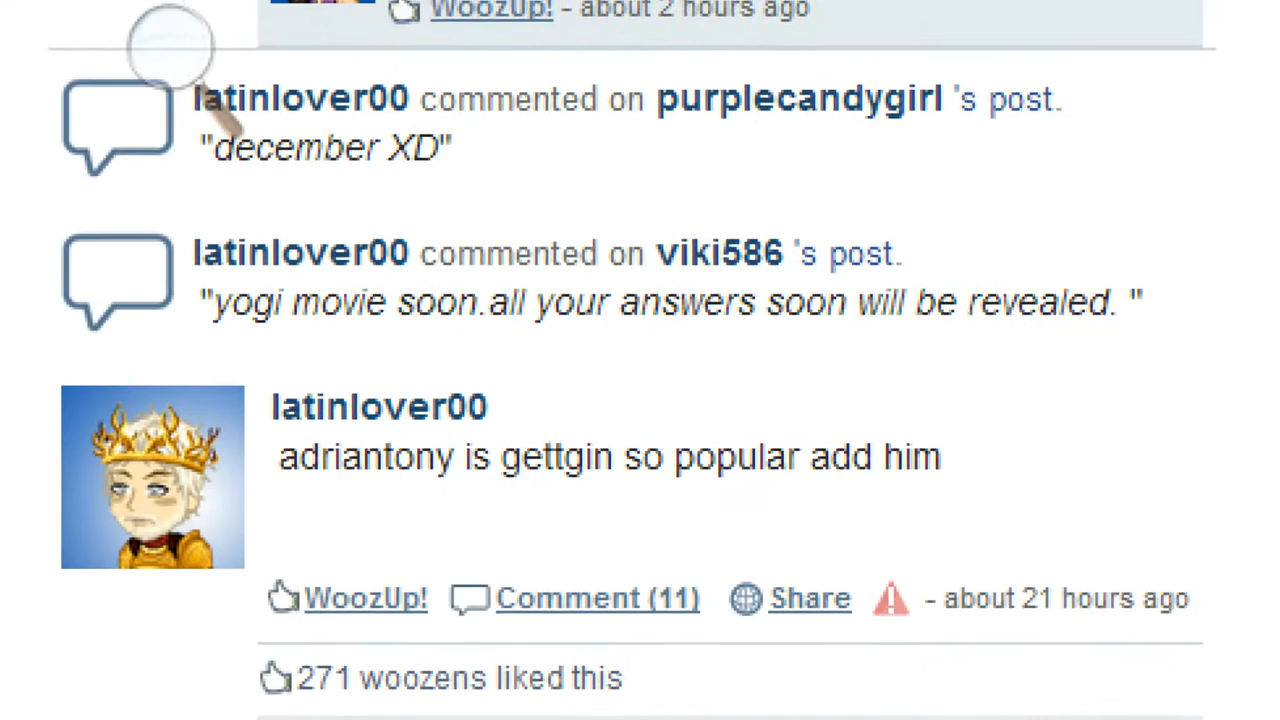 WoozUp! - about 2 hours ago
latinlover00 commented on purplecandygirl 's post.
"december XD"
latinlover00 commented on viki586 's post.
"yogi movie soon.all your answers soon will be revealed. "
latinlover00
adriantony is gettgin so popular add him
WoozUp! Comment (11) Share - about 21 hours ago
271 woozens liked this